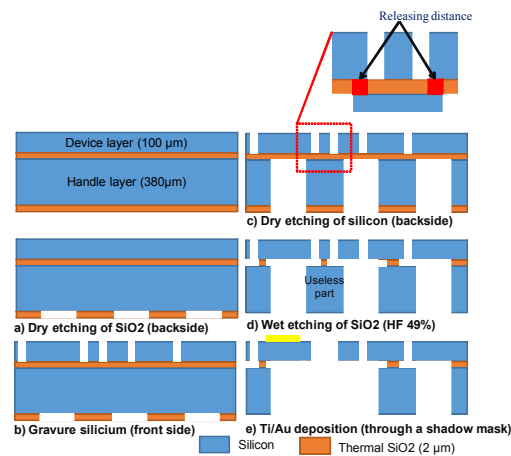 Releasing distance
Device layer (100 µm)
Handle layer (380µm)
c) Dry etching of silicon (backside)
a) Dry etching of SiO2 (backside)
Useless
part
d) Wet etching of SiO2 (HF 49%)
b) Gravure silicium (front side)
e) Ti/Au deposition (through a shadow mask)
Silicon
Thermal SiO2 (2 µm)